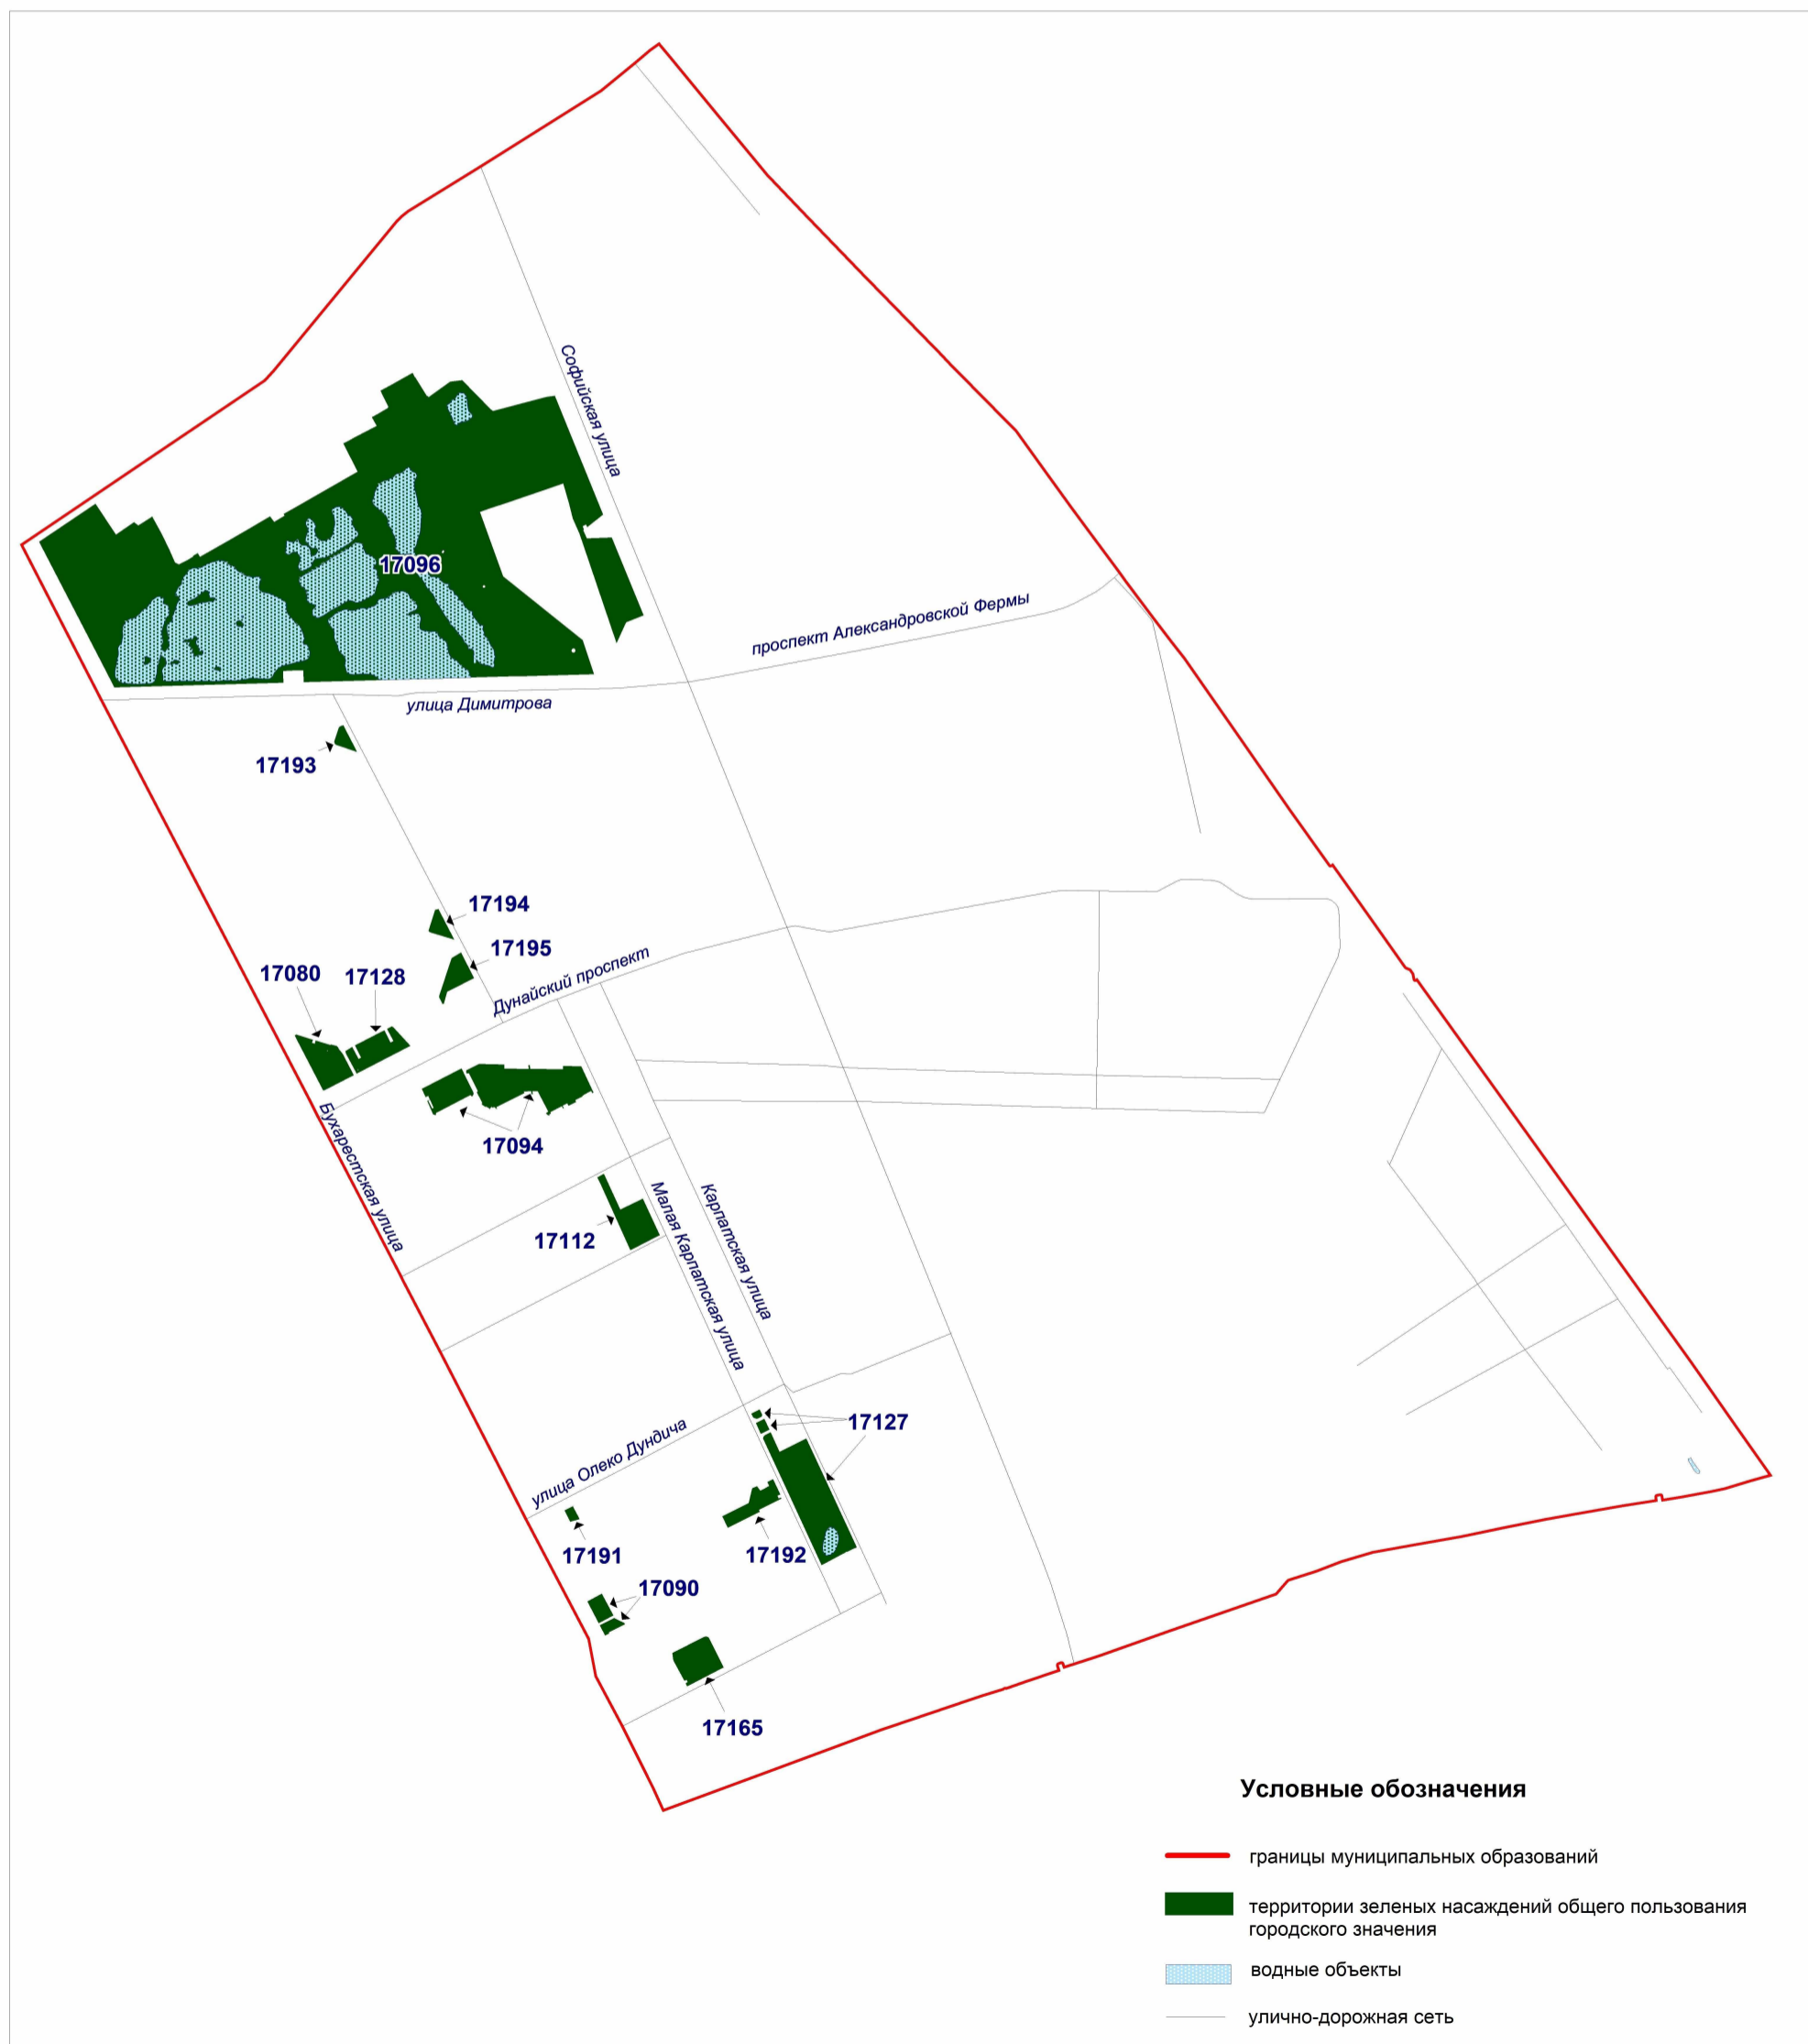 Софийская улица
17096
проспект Александровской Фермы
улица Димитрова
17193
17194
17195
Дунайский проспект
17080
17128
Бухарестская улица
17094
17112
Малая Карпатская улица
Карпатская улица
17127
улица Олеко Дундича
17192
17191
17090
17165
Условные обозначения
границы муниципальных образований
территории зеленых насаждений общего пользования
городского значения
водные объекты
улично-дорожная сеть